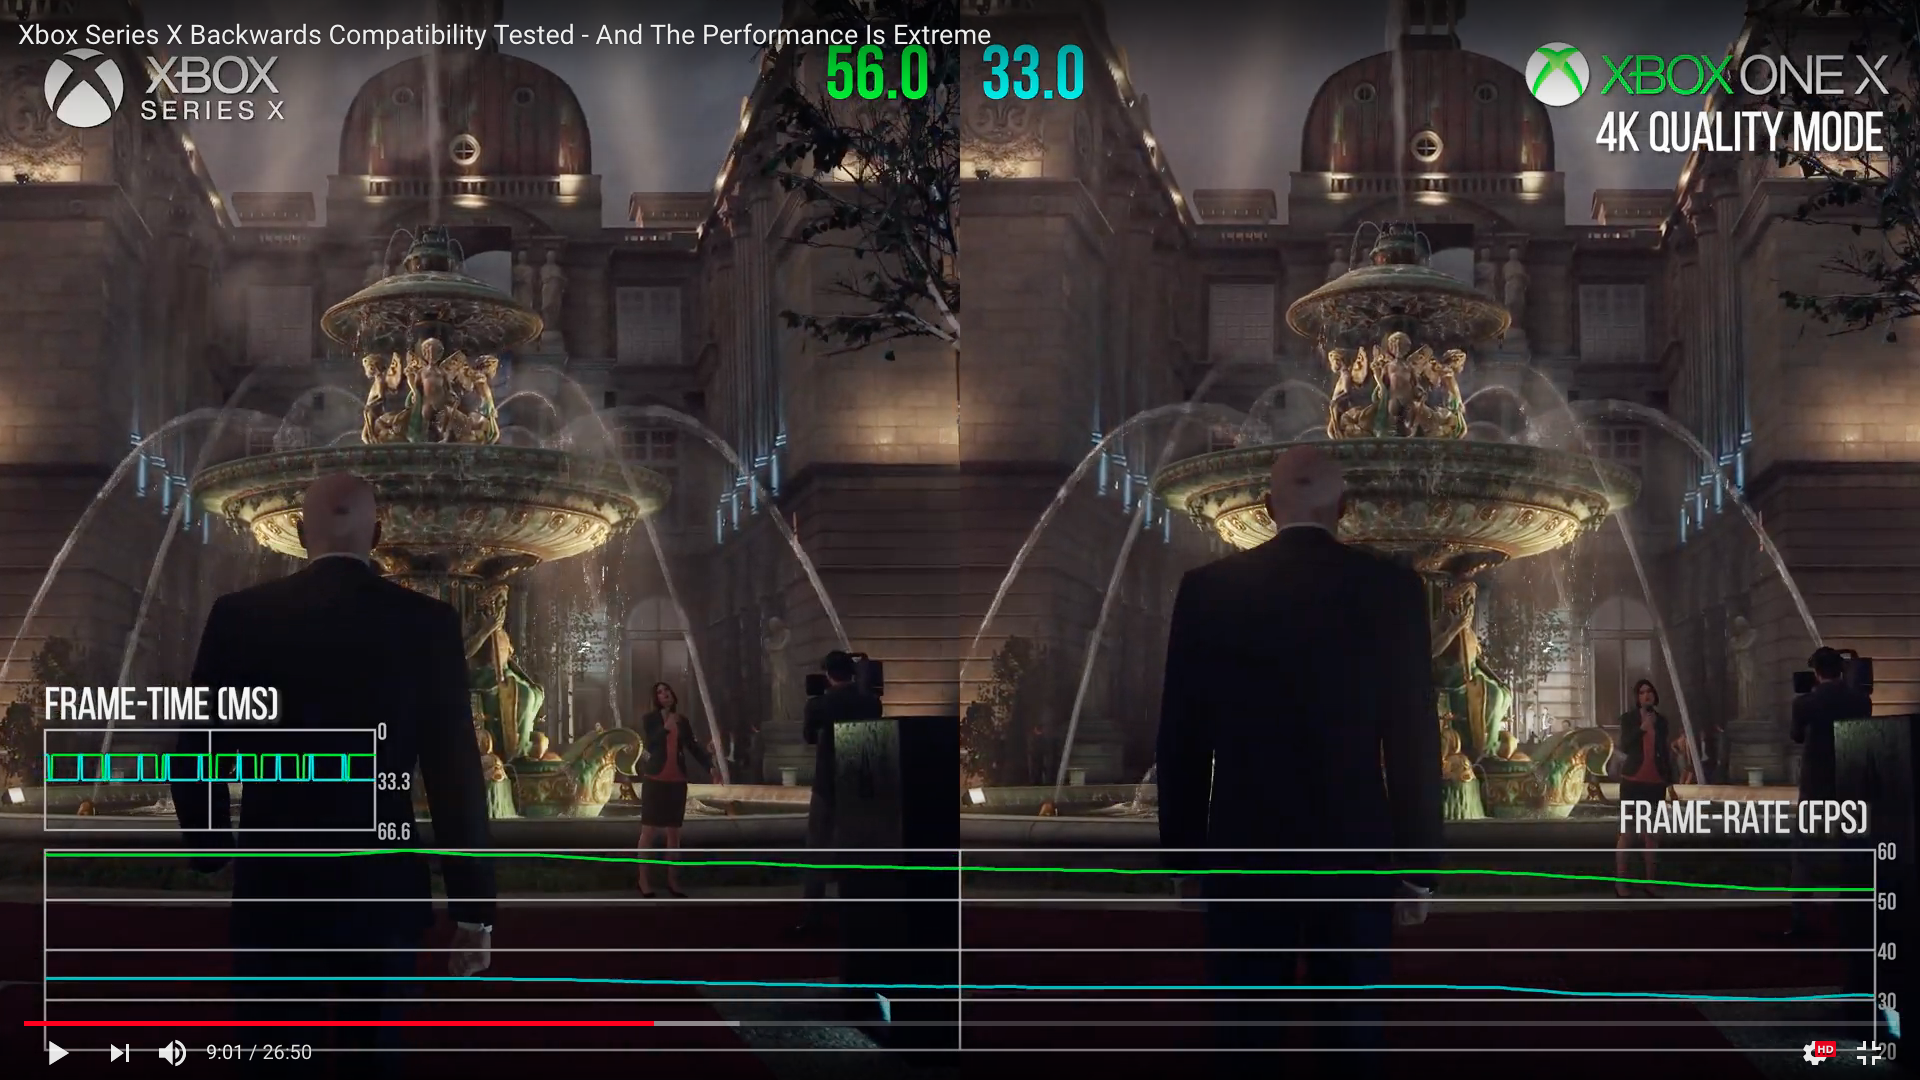 Xbox Series X Backwards Compatibility Tested - And The Performance Is Extreme
XBOX
SERIES X
56.0
33.0
XBOX ONE X
4K QUALITY MODE
FRAME-TIME (MS)
0
33.3
66.6
FRAME-RATE (FPS)
60
50
40
30
20
9:01 / 26:50
HD